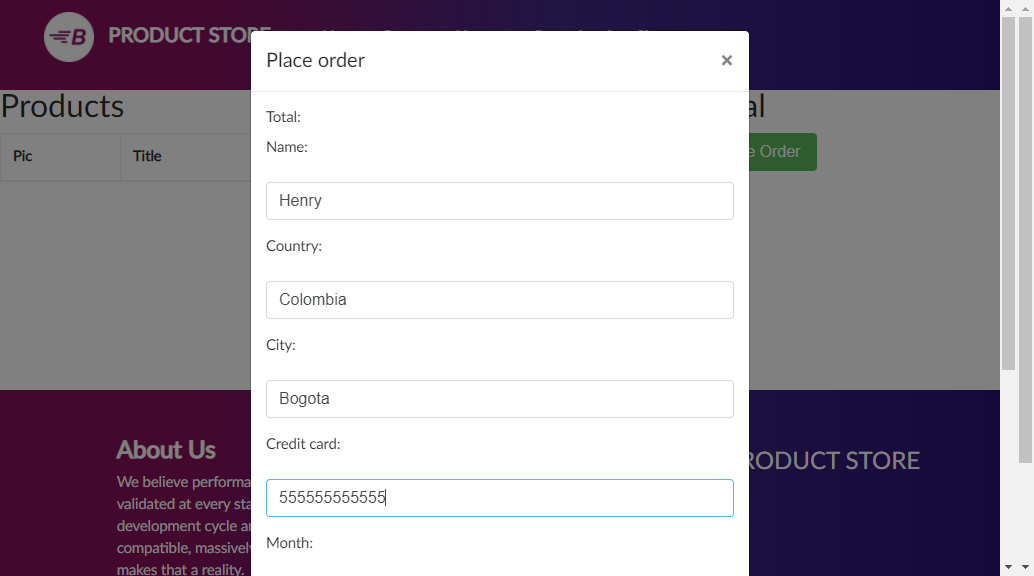 B PRODUCT STORE
Place order
×
Products
Pic
Title
Total:
Name:
Henry
Country:
Colombia
City:
Bogota
Credit card:
555555555555
Month:
al
e Order
About Us
We believe performa
validated at every sta
development cycle a
compatible, massively
makes that a reality.
RODUCT STORE